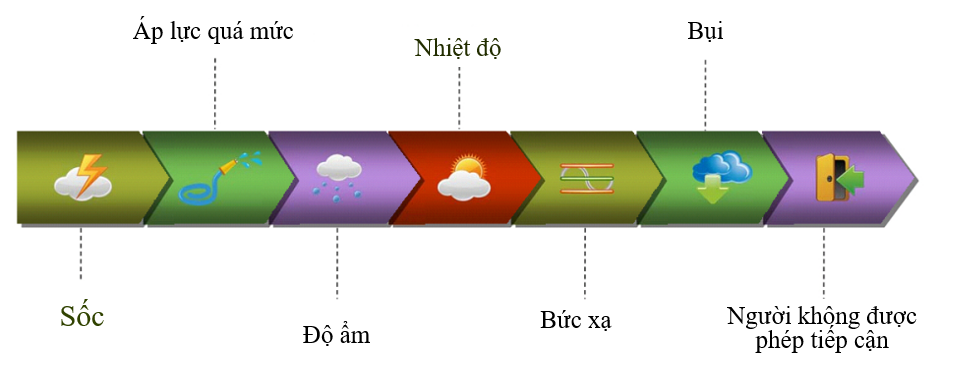 Áp lực quá mức
Nhiệt độ
Bụi
Sốc
Độ ẩm
Bức xạ
Người không được
phép tiếp cận